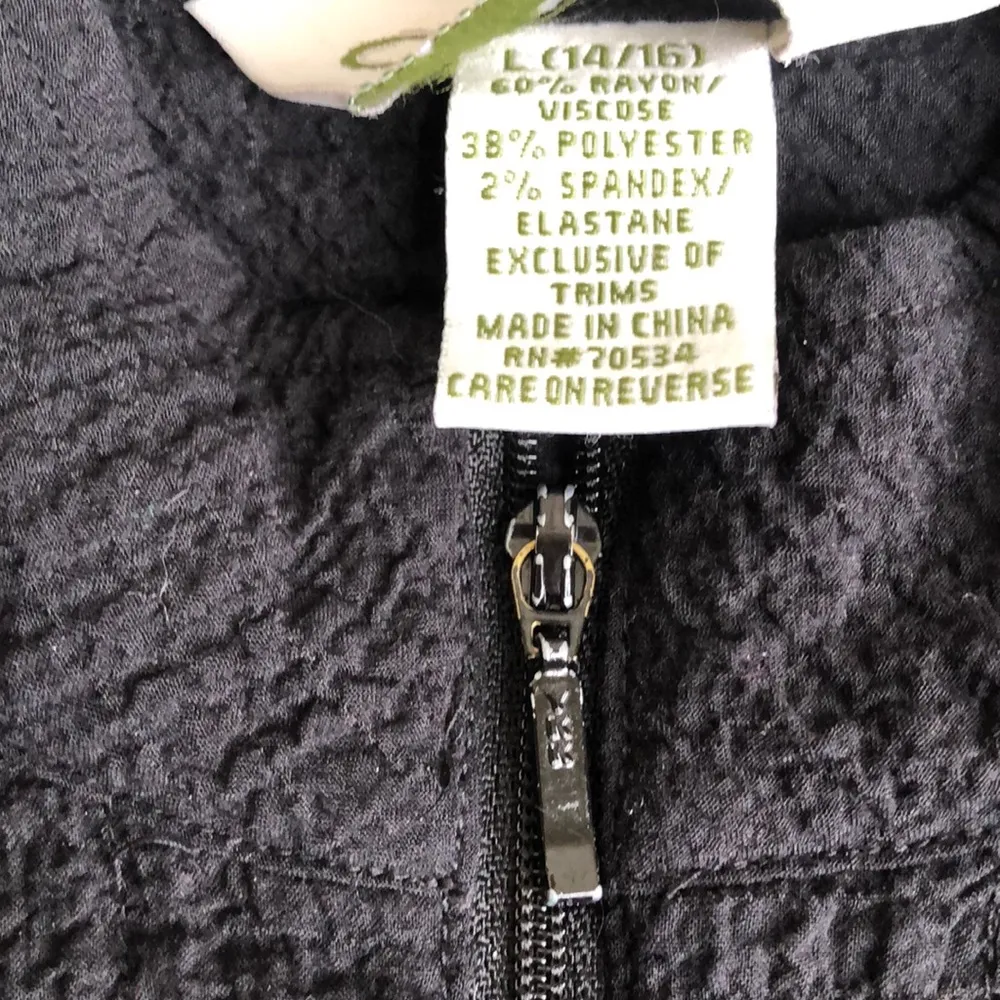 L (14/16)
60% RAYON/
VISCOSE
38% POLYESTER
2% SPANDEX/
ELASTANE
EXCLUSIVE OF
TRIMS
MADE IN CHINA
RN#70534
CARE ON REVERSE
YKK